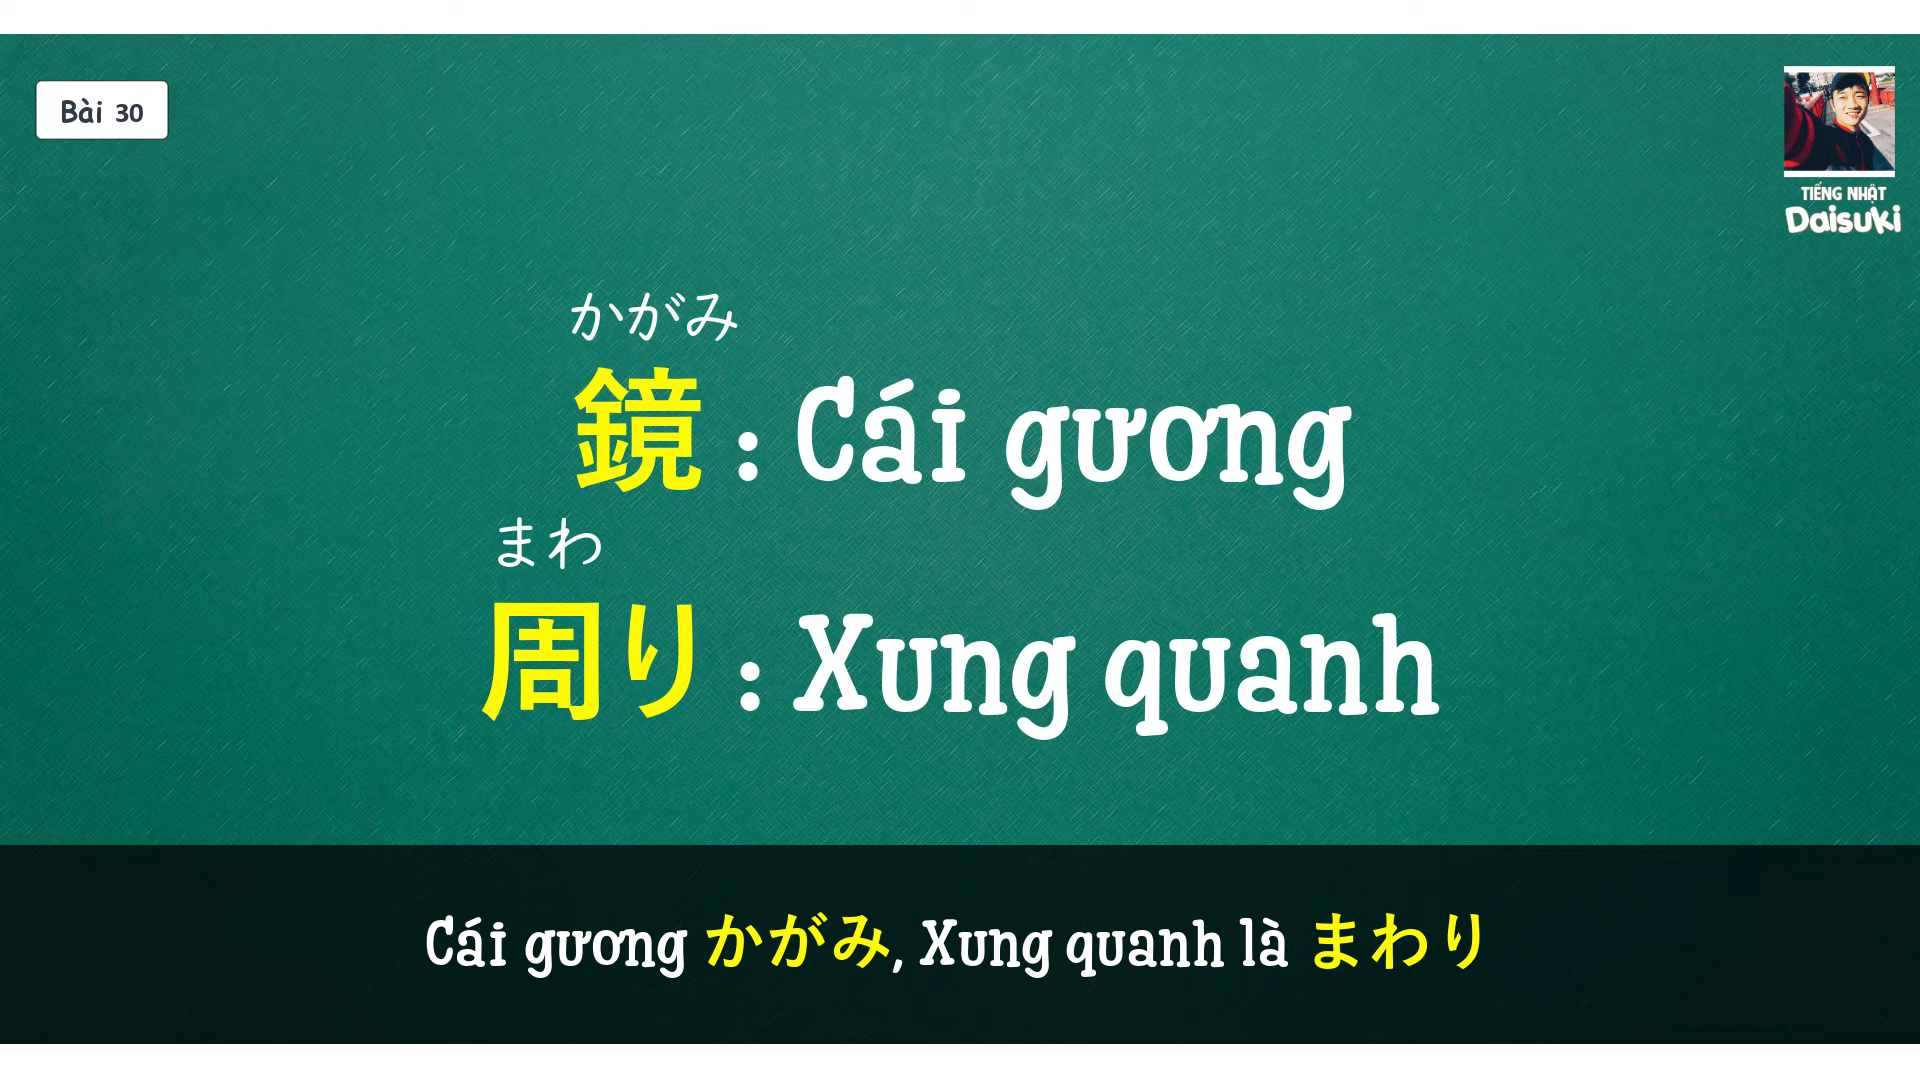 Bài 30
TIẾNG NHẬT
Daisuki
かがみ
鏡 : Cái gương
まわ
周り : Xung quanh
Cái gương かがみ, Xung quanh là まわり